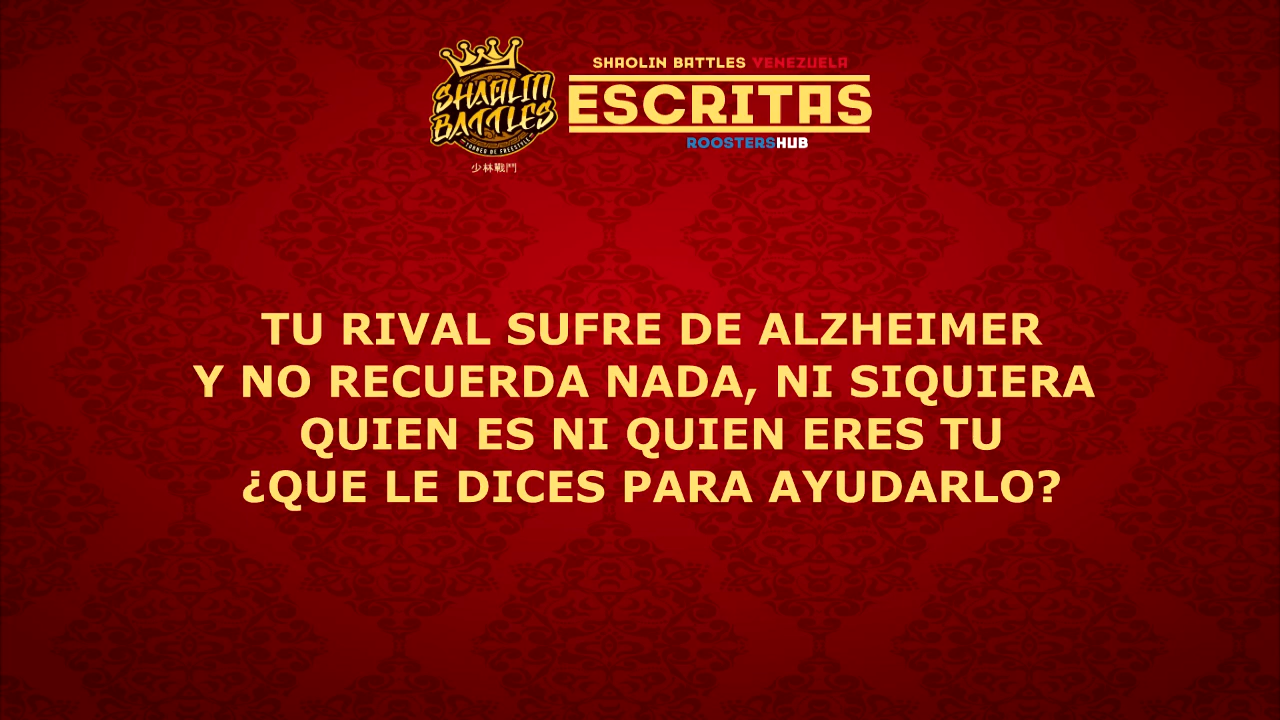 SHAOLIN BATTLES VENEZUELA
SHAOLIN
BATTLES
ESCRITAS
TORNEO DE FREESTYLE
ROOSTERSHUB
少林戰鬥
TU RIVAL SUFRE DE ALZHEIMER
Y NO RECUERDA NADA, NI SIQUIERA
QUIEN ES NI QUIEN ERES TU
¿QUE LE DICES PARA AYUDARLO?